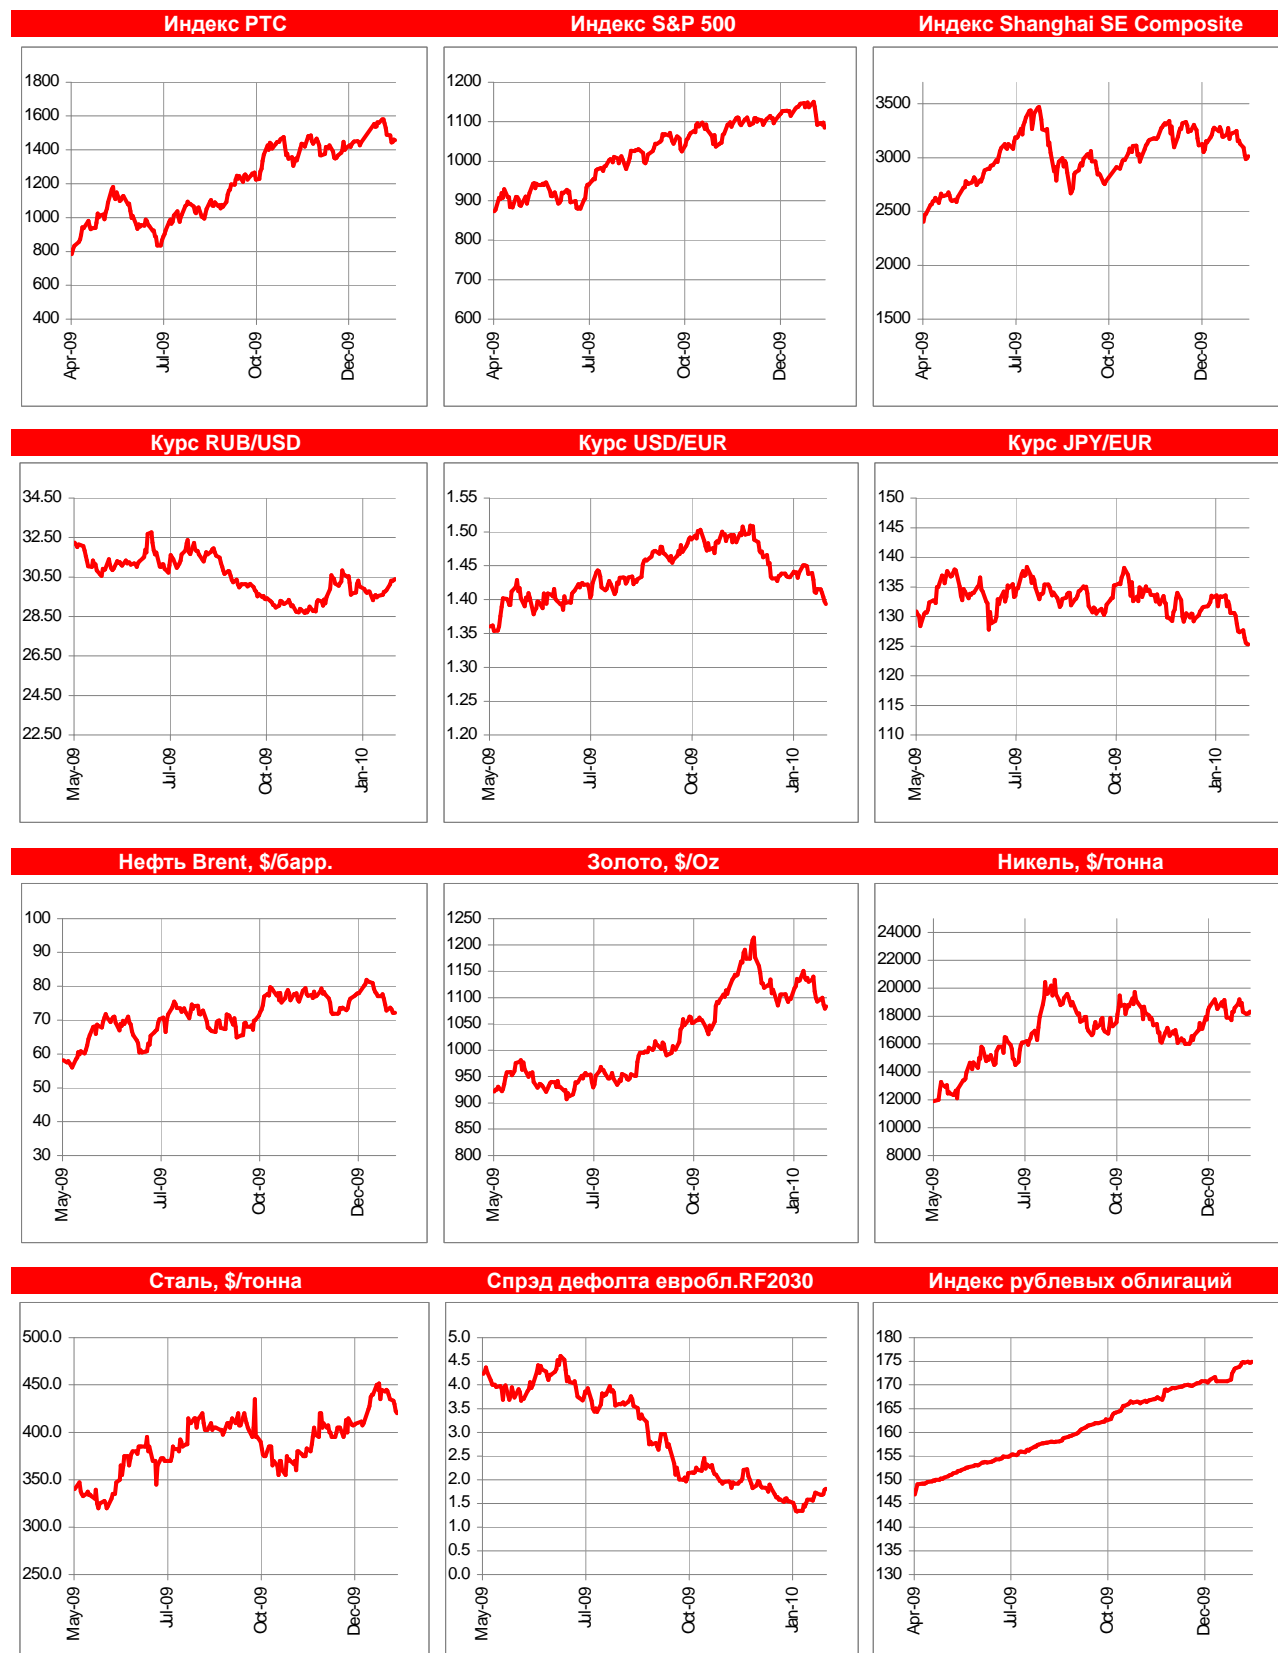 Индекс РТС
1800
1600
1400
1200
1000
800
600
400
Apr-09
Jul-09
Oct-09
Dec-09
Индекс S&P 500
1200
1100
1000
900
800
700
600
Apr-09
Jul-09
Oct-09
Dec-09
Индекс Shanghai SE Composite
3500
3000
2500
2000
1500
Apr-09
Jul-09
Oct-09
Dec-09
Курс RUB/USD
34.50
32.50
30.50
28.50
26.50
24.50
22.50
May-09
Jul-09
Oct-09
Jan-10
Курс USD/EUR
1.55
1.50
1.45
1.40
1.35
1.30
1.25
1.20
May-09
Jul-09
Oct-09
Jan-10
Курс JPY/EUR
150
145
140
135
130
125
120
115
110
May-09
Jul-09
Oct-09
Jan-10
Нефть Brent, $/барр.
100
90
80
70
60
50
40
30
May-09
Jul-09
Oct-09
Dec-09
Золото, $/Oz
1250
1200
1150
1100
1050
1000
950
900
850
800
May-09
Jul-09
Oct-09
Jan-10
Никель, $/тонна
24000
22000
20000
18000
16000
14000
12000
10000
8000
May-09
Jul-09
Oct-09
Dec-09
Сталь, $/тонна
500.0
450.0
400.0
350.0
300.0
250.0
May-09
Jul-09
Oct-09
Dec-09
Спрэд дефолта евробл.RF2030
5.0
4.5
4.0
3.5
3.0
2.5
2.0
1.5
1.0
0.5
0.0
May-09
Jul-09
Oct-09
Jan-10
Индекс рублевых облигаций
180
175
170
165
160
155
150
145
140
135
130
Apr-09
Jul-09
Oct-09
Dec-09